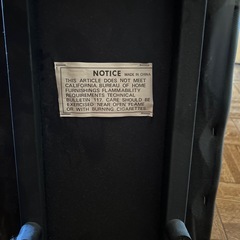 NOTICE MADE IN CHINA
THIS ARTICLE DOES NOT MEET
CALIFORNIA BUREAU OF HOME
FURNISHINGS FLAMMABILITY
REQUIREMENTS TECHNICAL
BULLETIN 117. CARE SHOULD BE
EXERCISED NEAR OPEN FLAME
OR WITH BURNING CIGARETTES.